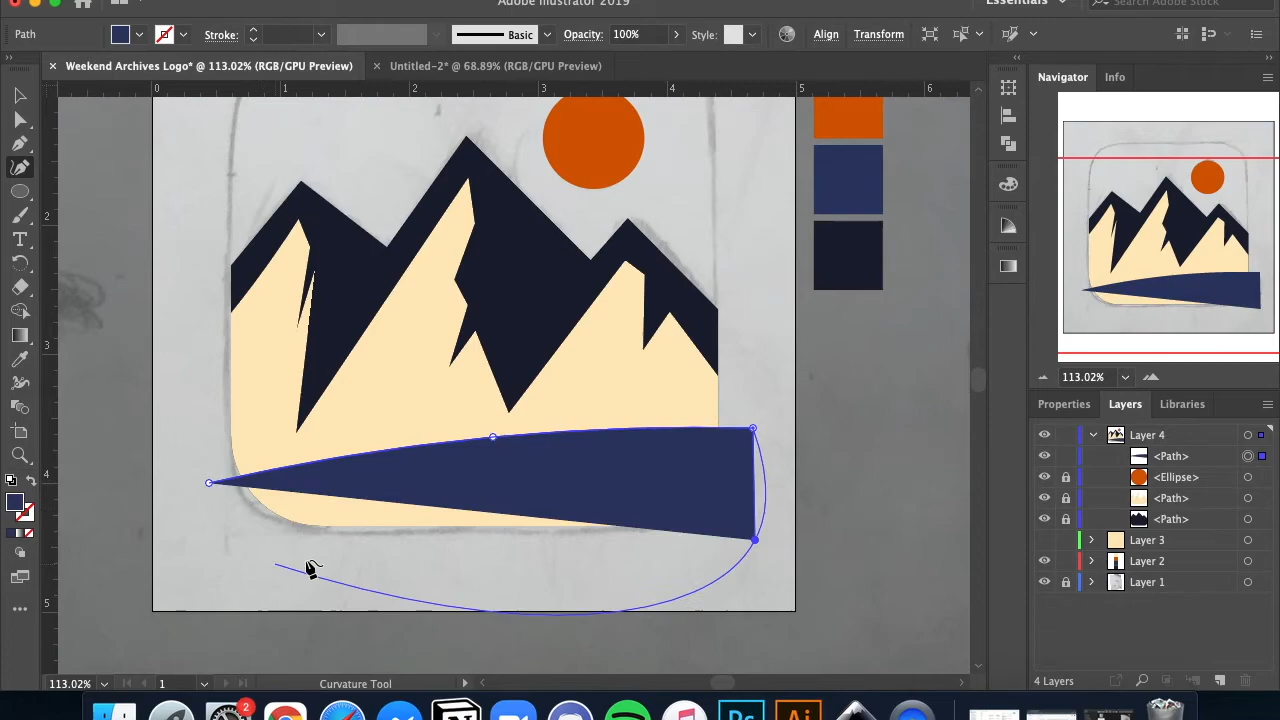 Adobe Illustrator 2019
Essentials
Search Adobe Stock
Path
Stroke:
Basic
Opacity:
100%
Style:
Align
Transform
× Weekend Archives Logo* @ 113.02% (RGB/GPU Preview)
× Untitled-2* @ 68.89% (RGB/GPU Preview)
0 1 2 3 4 5 6
2
3
4
5
Navigator
Info
113.02%
Properties
Layers
Libraries
Layer 4
<Path>
<Ellipse>
<Path>
<Path>
Layer 3
Layer 2
Layer 1
4 Layers
113.02%
1
Curvature Tool
2
Ps
Ai